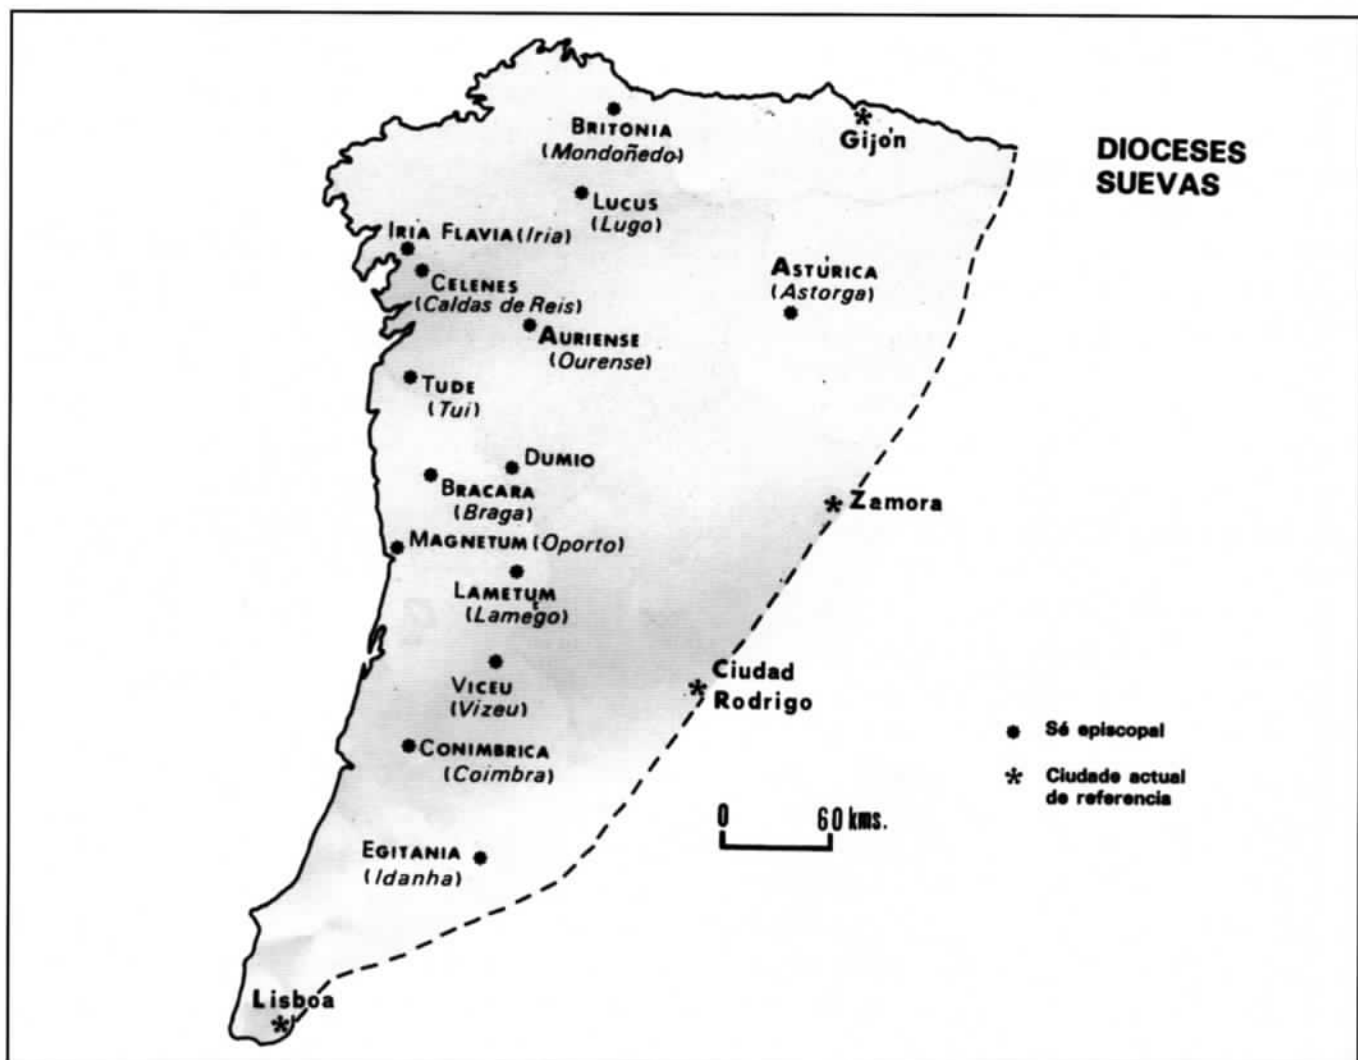 DIOCESES
SUEVAS
BRITONIA
(Mondoñedo)
Gijón
LUCUS
(Lugo)
IRIA FLAVIA (Iria)
CELENES
(Caldas de Reis)
ASTÚRICA
(Astorga)
AURIENSE
(Ourense)
TUDE
(Tui)
DUMIO
BRACARA
(Braga)
Zamora
MAGNETUM (Oporto)
LAMETUM
(Lamego)
VICEU
(Vizeu)
Ciudad
Rodrigo
CONIMBRICA
(Coimbra)
Sé episcopal
Ciudade actual
de referencia
0 60 kms.
EGITANIA
(Idanha)
Lisboa